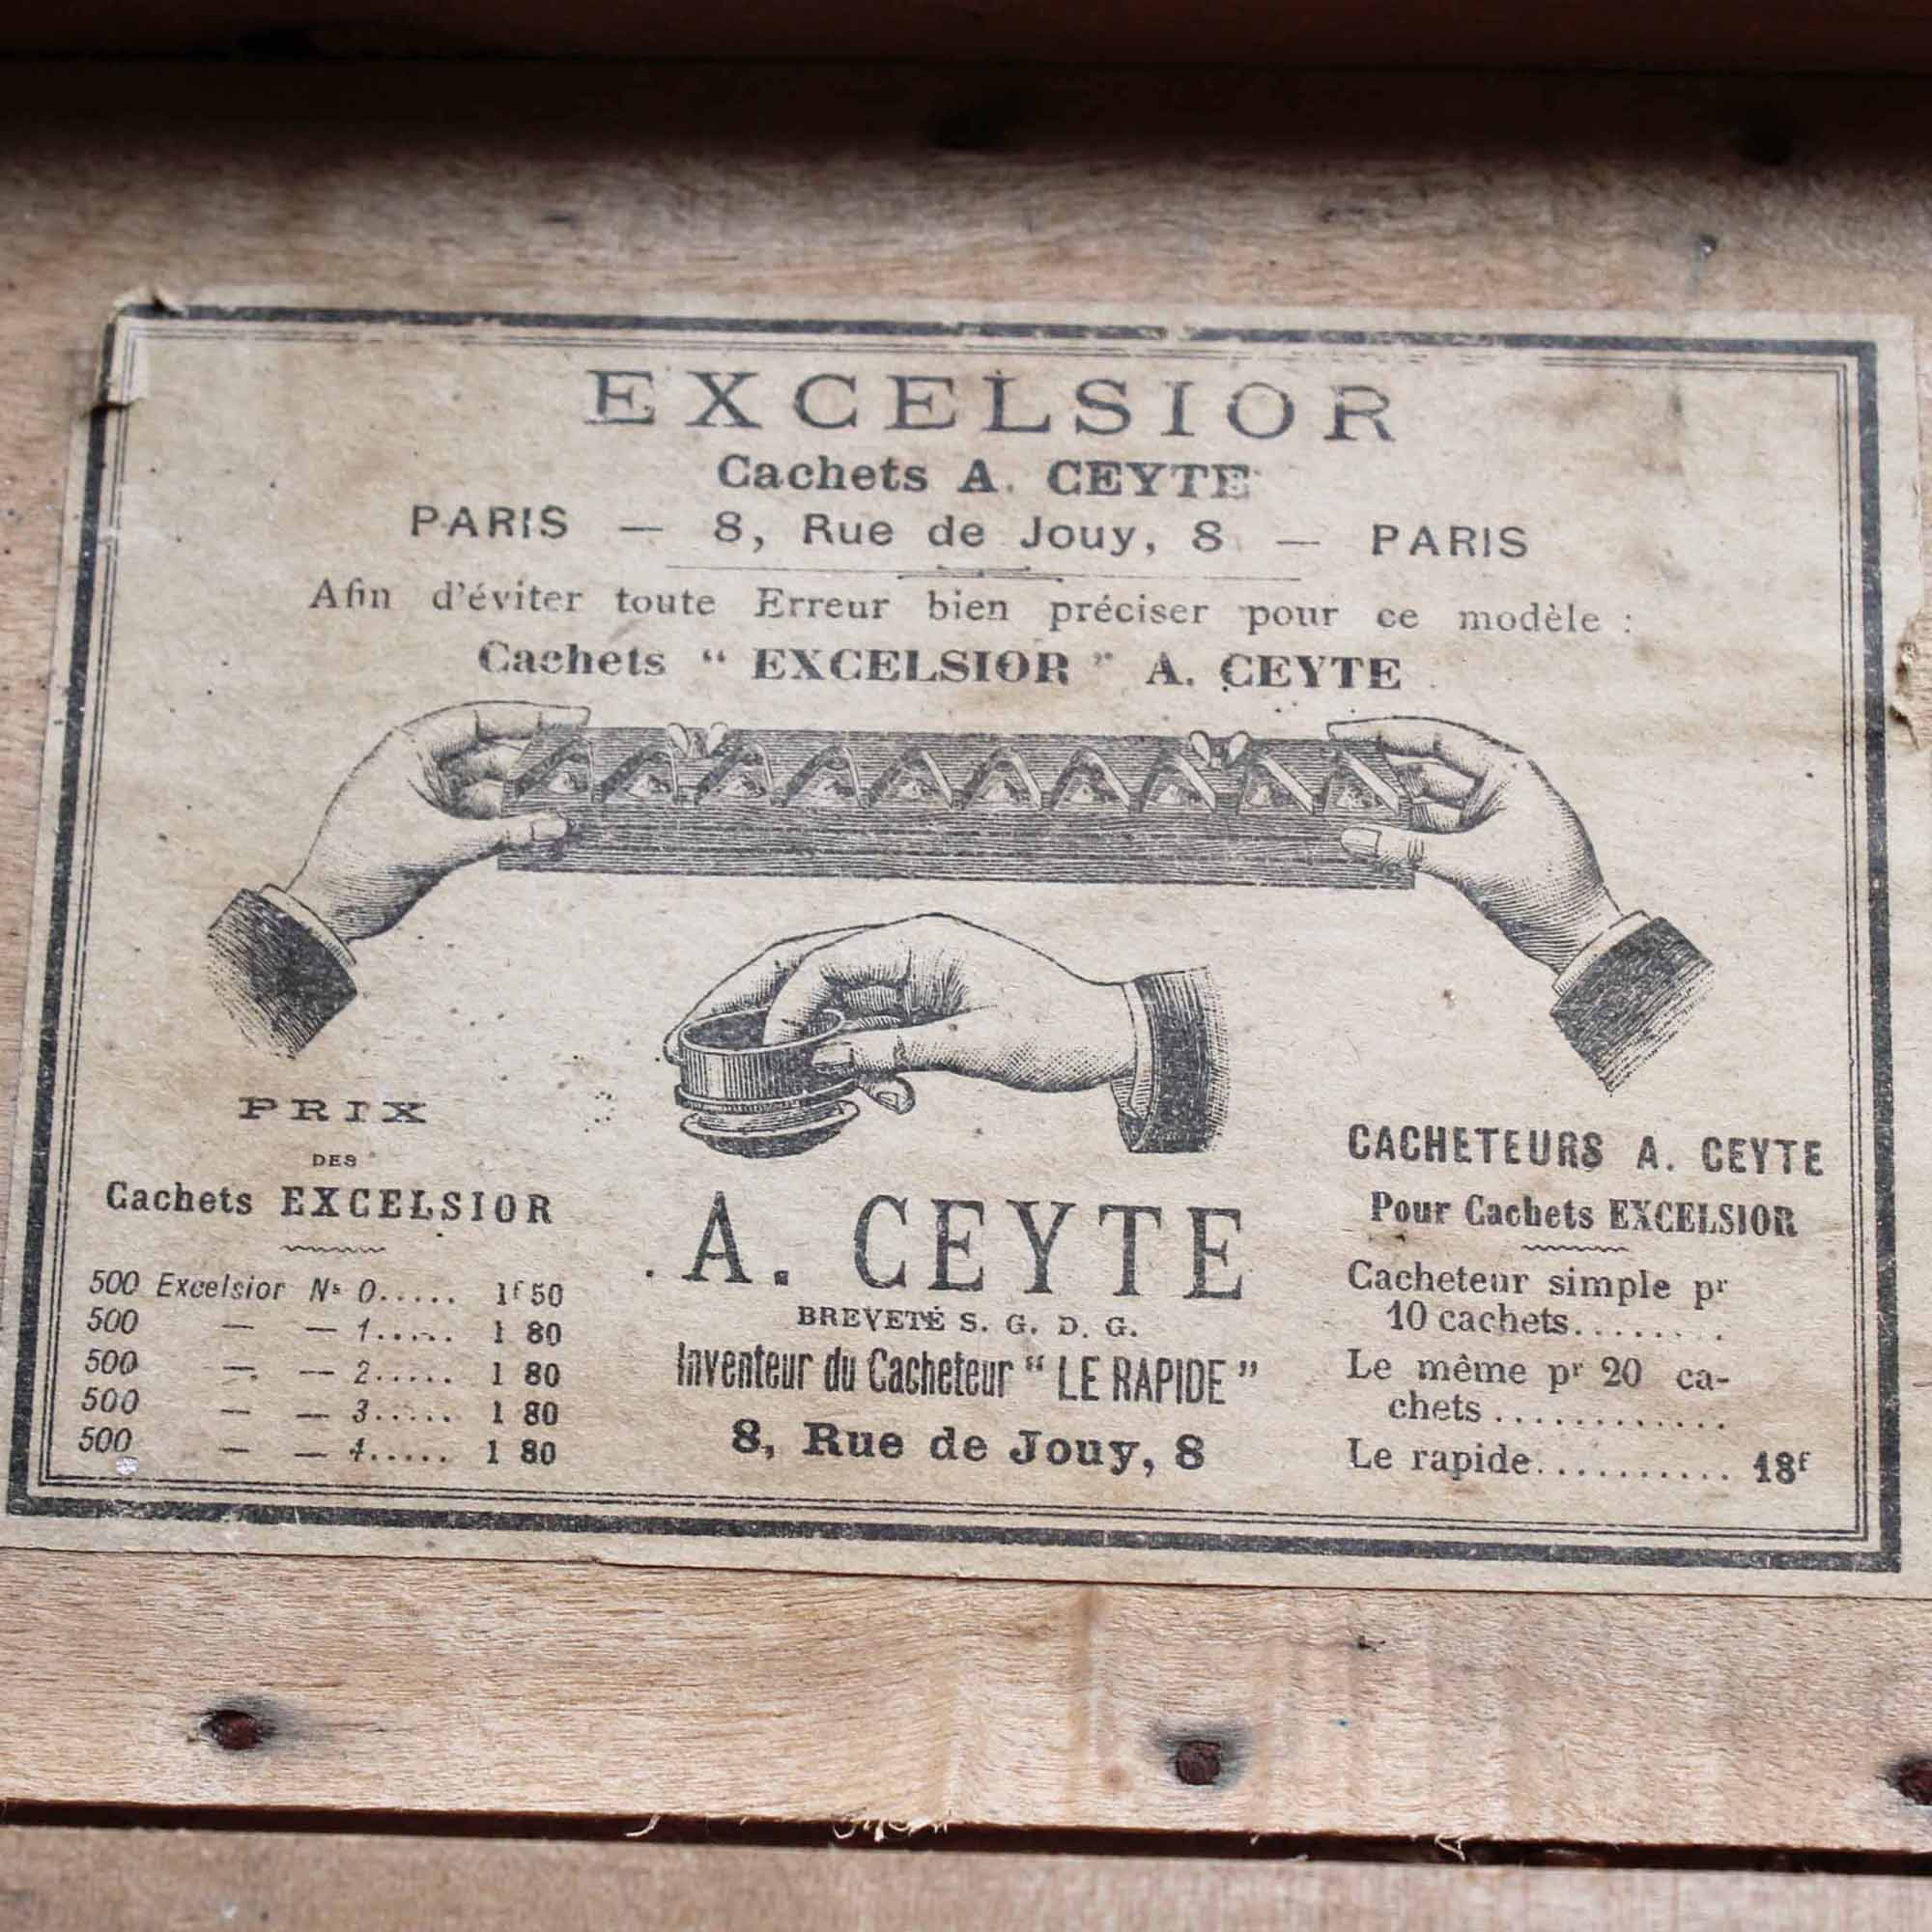 EXCELSIOR
Cachets A. CEYTE
PARIS — 8, Rue de Jouy, 8 — PARIS
Afin d'éviter toute Erreur bien préciser pour ce modèle :
Cachets “ EXCELSIOR ” A. CEYTE
PRIX
DES
Cachets EXCELSIOR
500 Excelsior Nˢ 0..... 1ᶠ 50
500 — — 1..... 1 80
500 — — 2..... 1 80
500 — — 3..... 1 80
500 — — 4..... 1 80
A. CEYTE
BREVETÉ S. G. D. G.
Inventeur du Cacheteur “ LE RAPIDE ”
8, Rue de Jouy, 8
CACHETEURS A. CEYTE
Pour Cachets EXCELSIOR
Cacheteur simple pʳ
10 cachets........
Le même pʳ 20 ca-
chets............
Le rapide.......... 18ᶠ